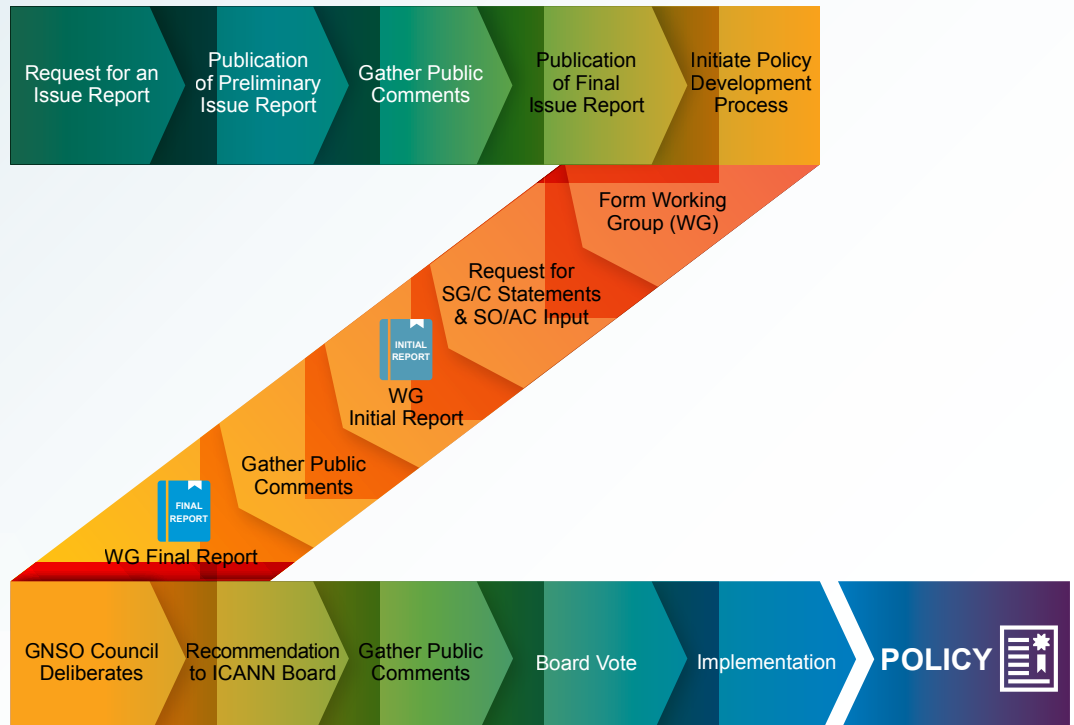 Request for an
Issue Report
Publication
of Preliminary
Issue Report
Gather Public
Comments
Publication
of Final
Issue Report
Initiate Policy
Development
Process
Form Working
Group (WG)
Request for
SG/C Statements
& SO/AC Input
INITIAL
REPORT
WG
Initial Report
Gather Public
Comments
FINAL
REPORT
WG Final Report
GNSO Council
Deliberates
Recommendation
to ICANN Board
Gather Public
Comments
Board Vote
Implementation
POLICY